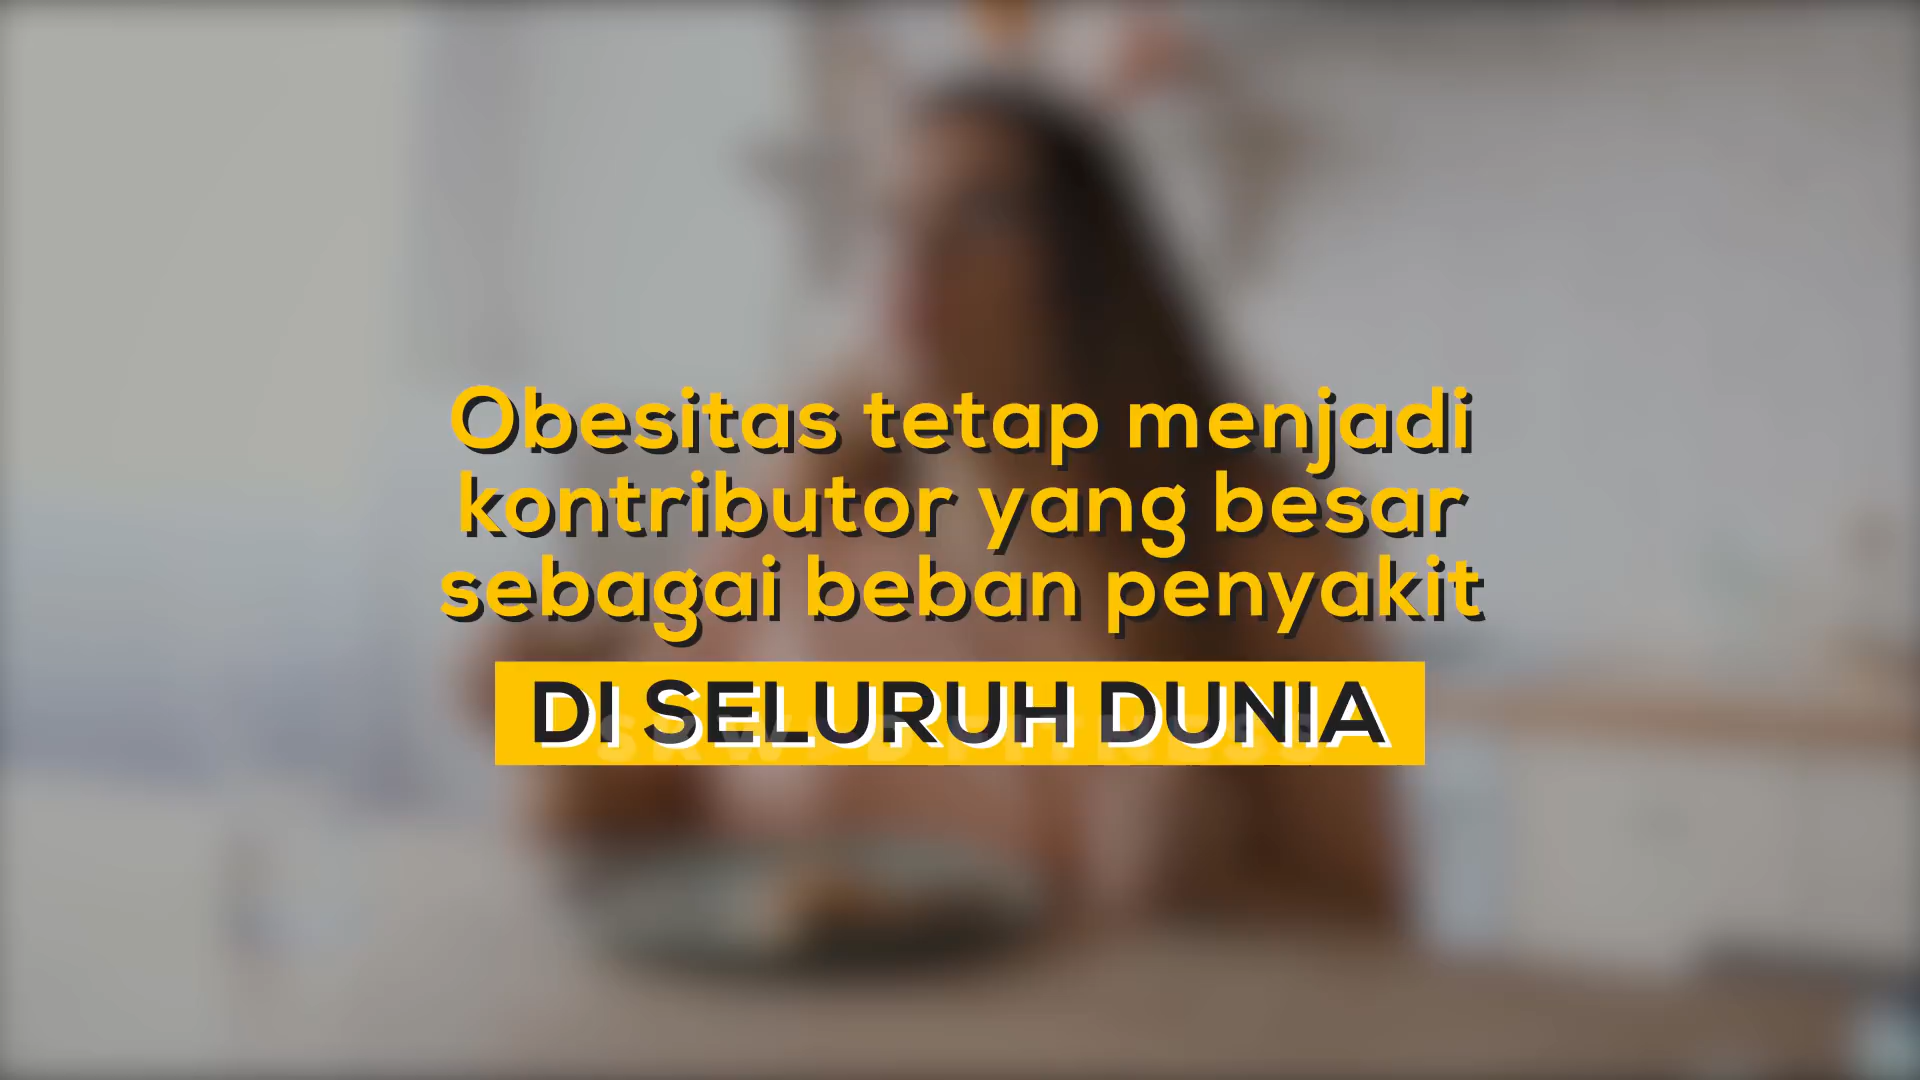 Obesitas tetap menjadi
kontributor yang besar
sebagai beban penyakit
DI SELURUH DUNIA